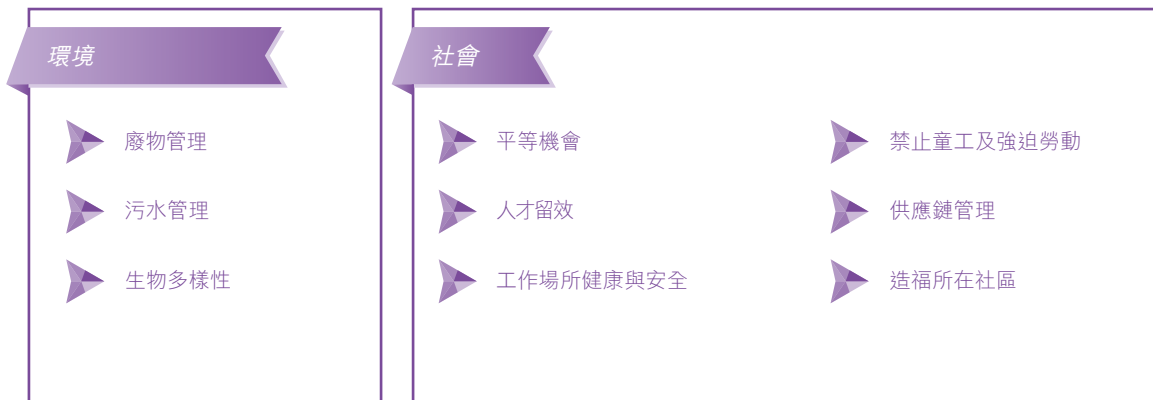 環境
廢物管理
污水管理
生物多樣性
社會
平等機會
人才留效
工作場所健康與安全
禁止童工及強迫勞動
供應鏈管理
造福所在社區